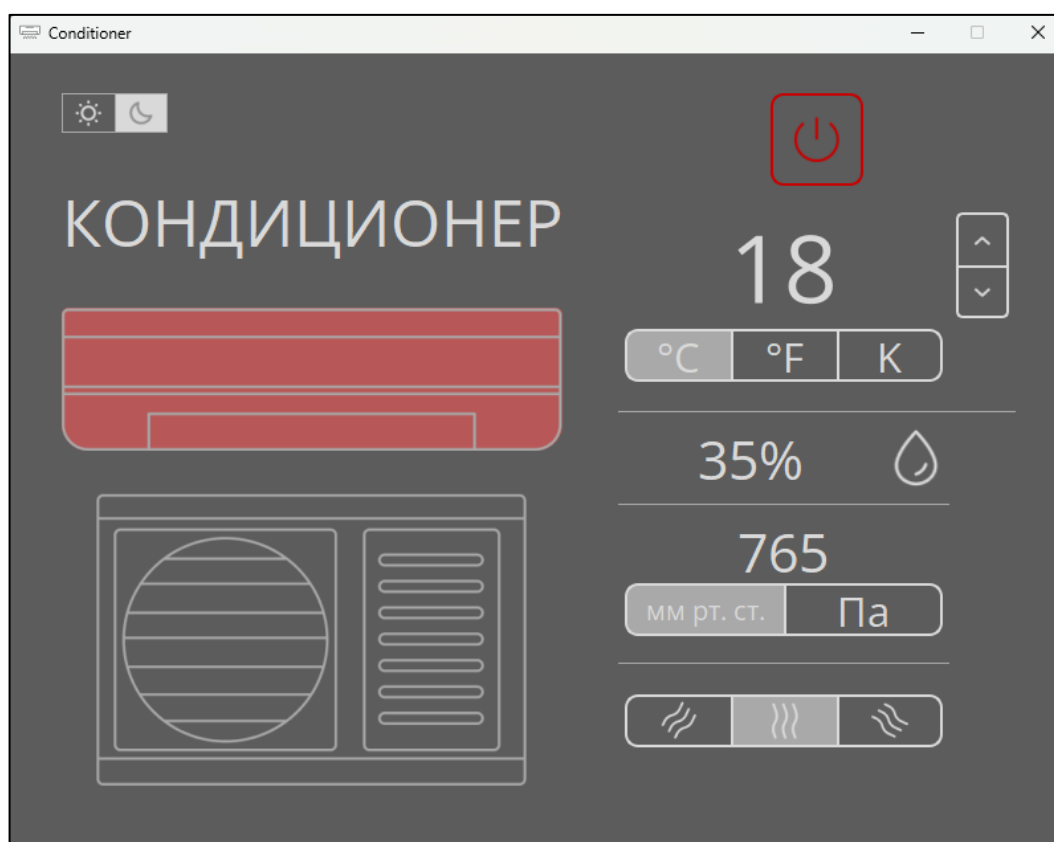 Conditioner
КОНДИЦИОНЕР
18
°C °F K
35%
765
мм рт. ст. Па